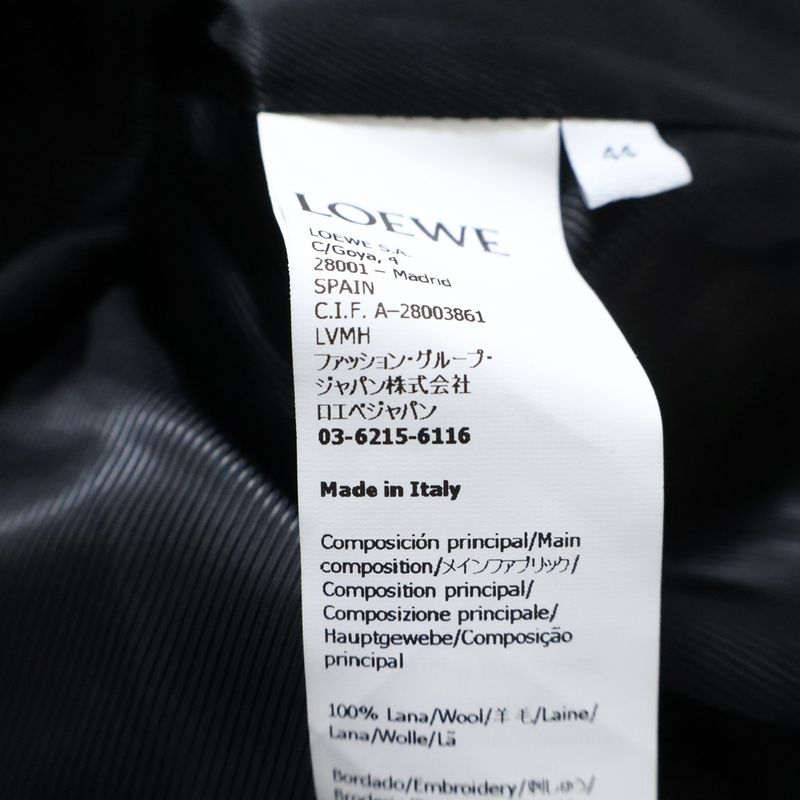 44
LOEWE
LOEWE S.A.
C/Goya, 4
28001 – Madrid
SPAIN
C.I.F. A–28003861
LVMH
ファッション・グループ・
ジャパン株式会社
ロエベジャパン
03-6215-6116
Made in Italy
Composición principal/Main
composition/メインファブリック/
Composition principal/
Composizione principale/
Hauptgewebe/Composição
principal
100% Lana/Wool/羊毛/Laine/
Lana/Wolle/Lã
Bordado/Embroidery/刺しゅう/